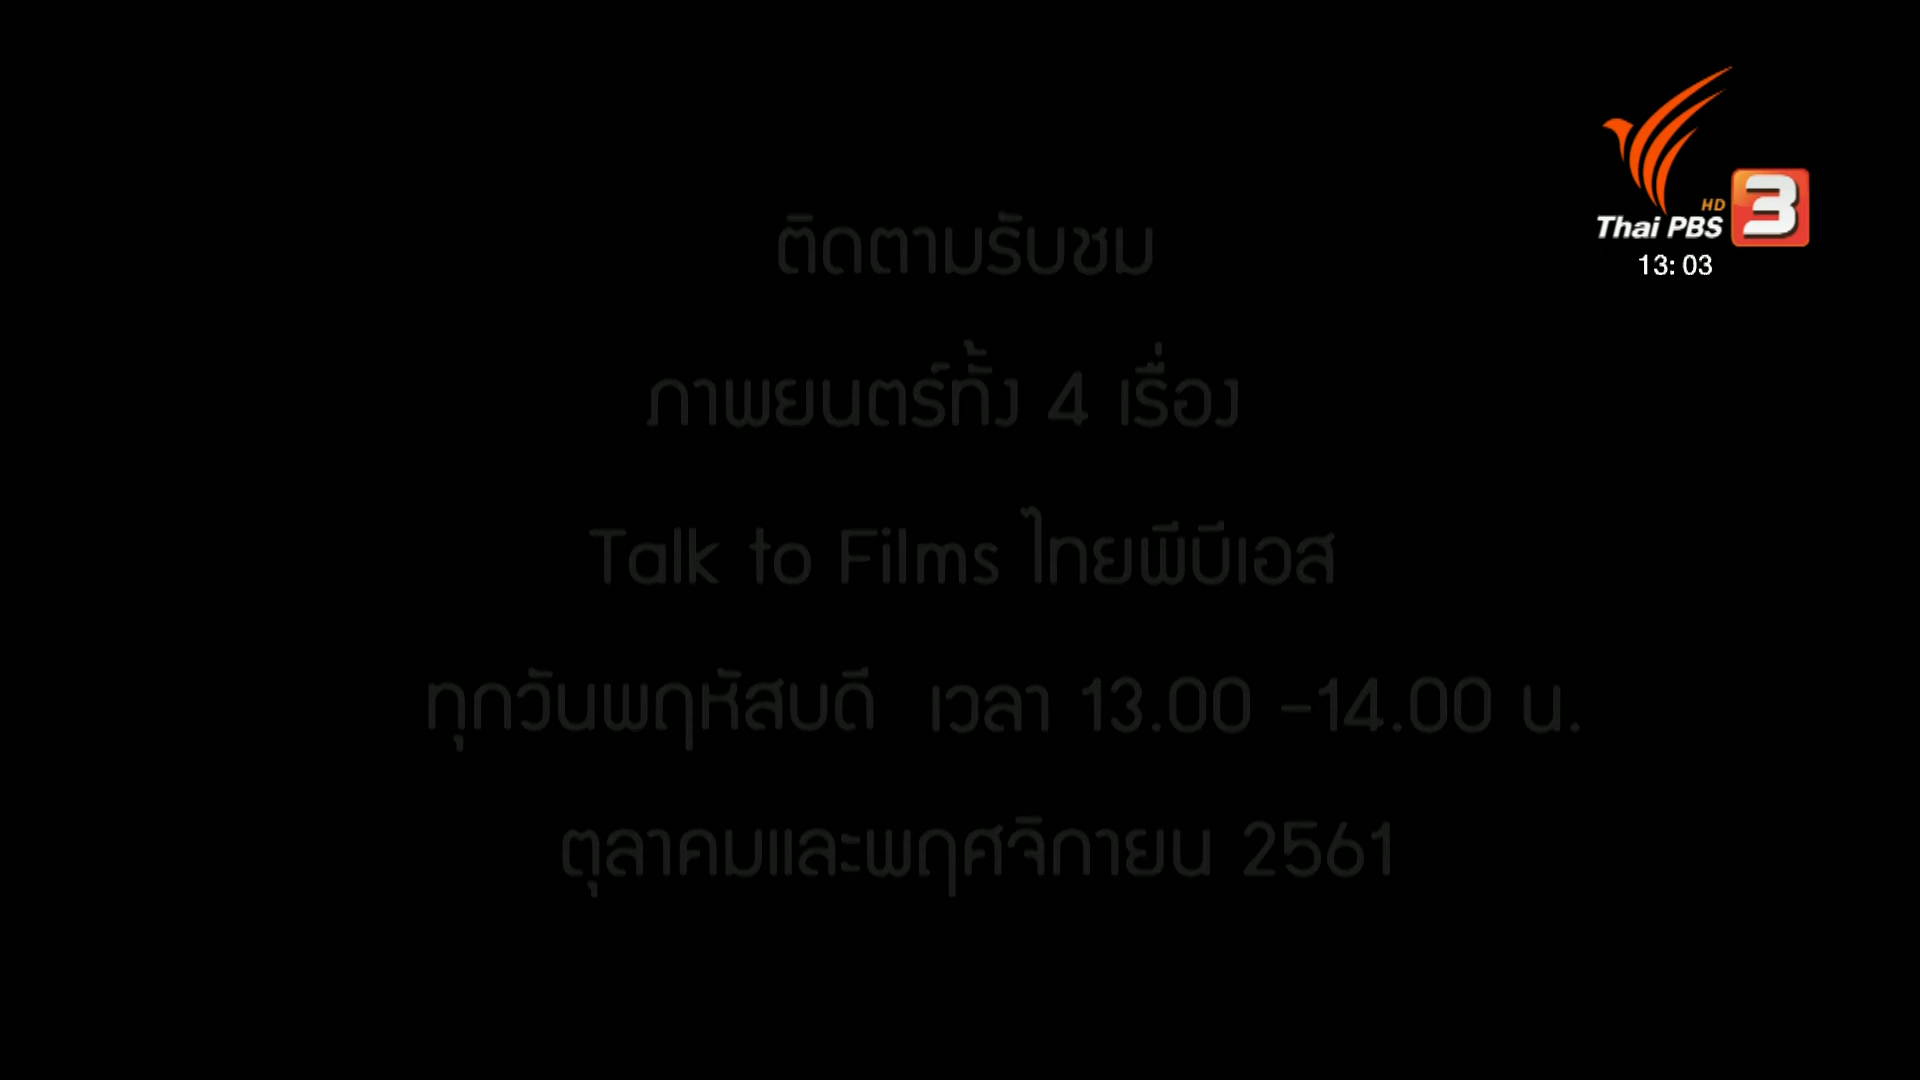 HD
Thai PBS 3
13:03
ติดตามรับชม
ภาพยนตร์ทั้ง 4 เรื่อง
Talk to Films ไทยพีบีเอส
ทุกวันพฤหัสบดี เวลา 13.00 -14.00 น.
ตุลาคมและพฤศจิกายน 2561